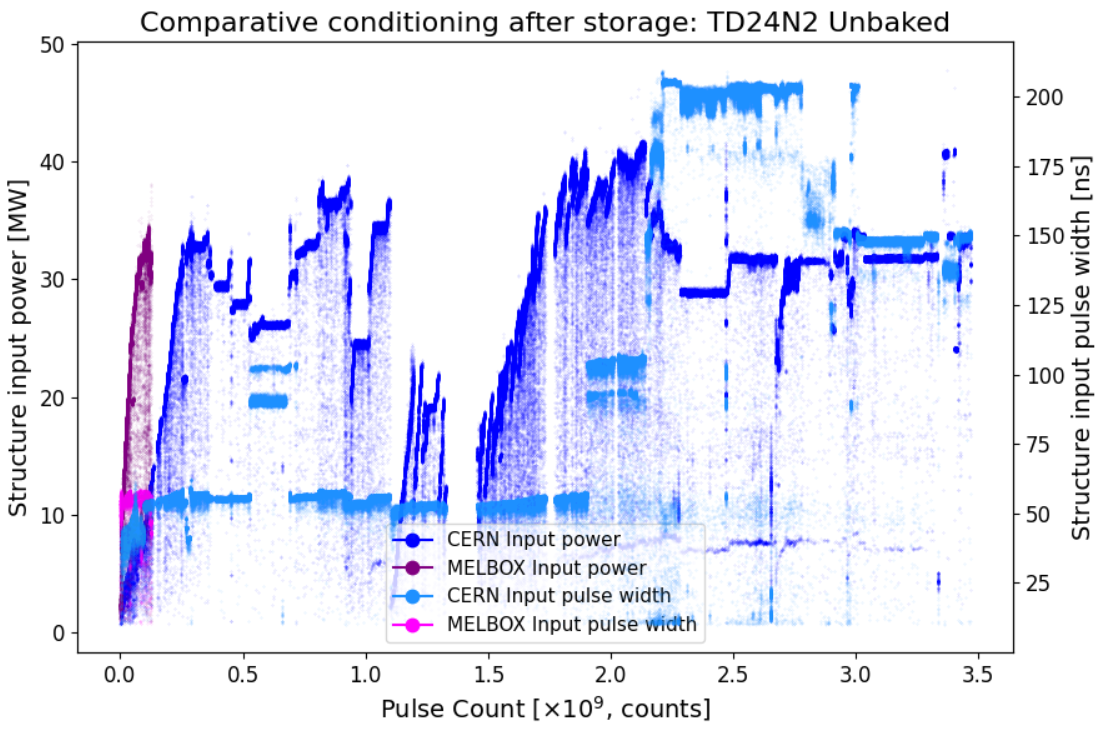 Comparative conditioning after storage: TD24N2 Unbaked
Structure input power [MW]
50
40
30
20
10
0
200
175
150
125
100
75
50
25
Structure input pulse width [ns]
CERN Input power
MELBOX Input power
CERN Input pulse width
MELBOX Input pulse width
0.0 0.5 1.0 1.5 2.0 2.5 3.0 3.5
Pulse Count [×10⁹, counts]